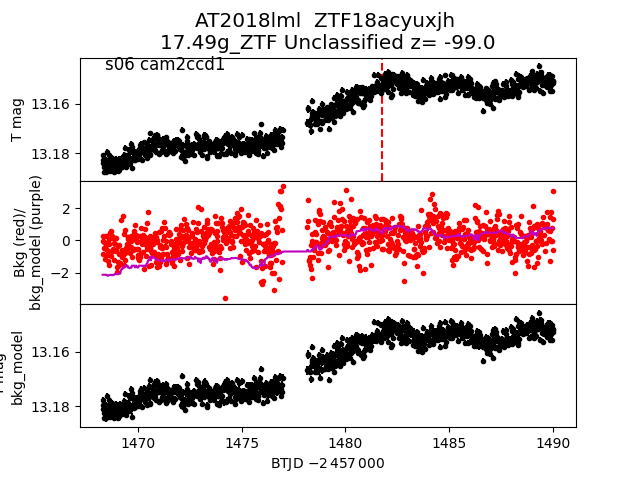 AT2018lml  ZTF18acyuxjh
17.49g_ZTF Unclassified z= -99.0
s06 cam2ccd1
T mag
13.16
13.18
Bkg (red)/
bkg_model (purple)
2
0
−2
mag
bkg_model
13.16
13.18
1470
1475
1480
1485
1490
BTJD −2 457 000